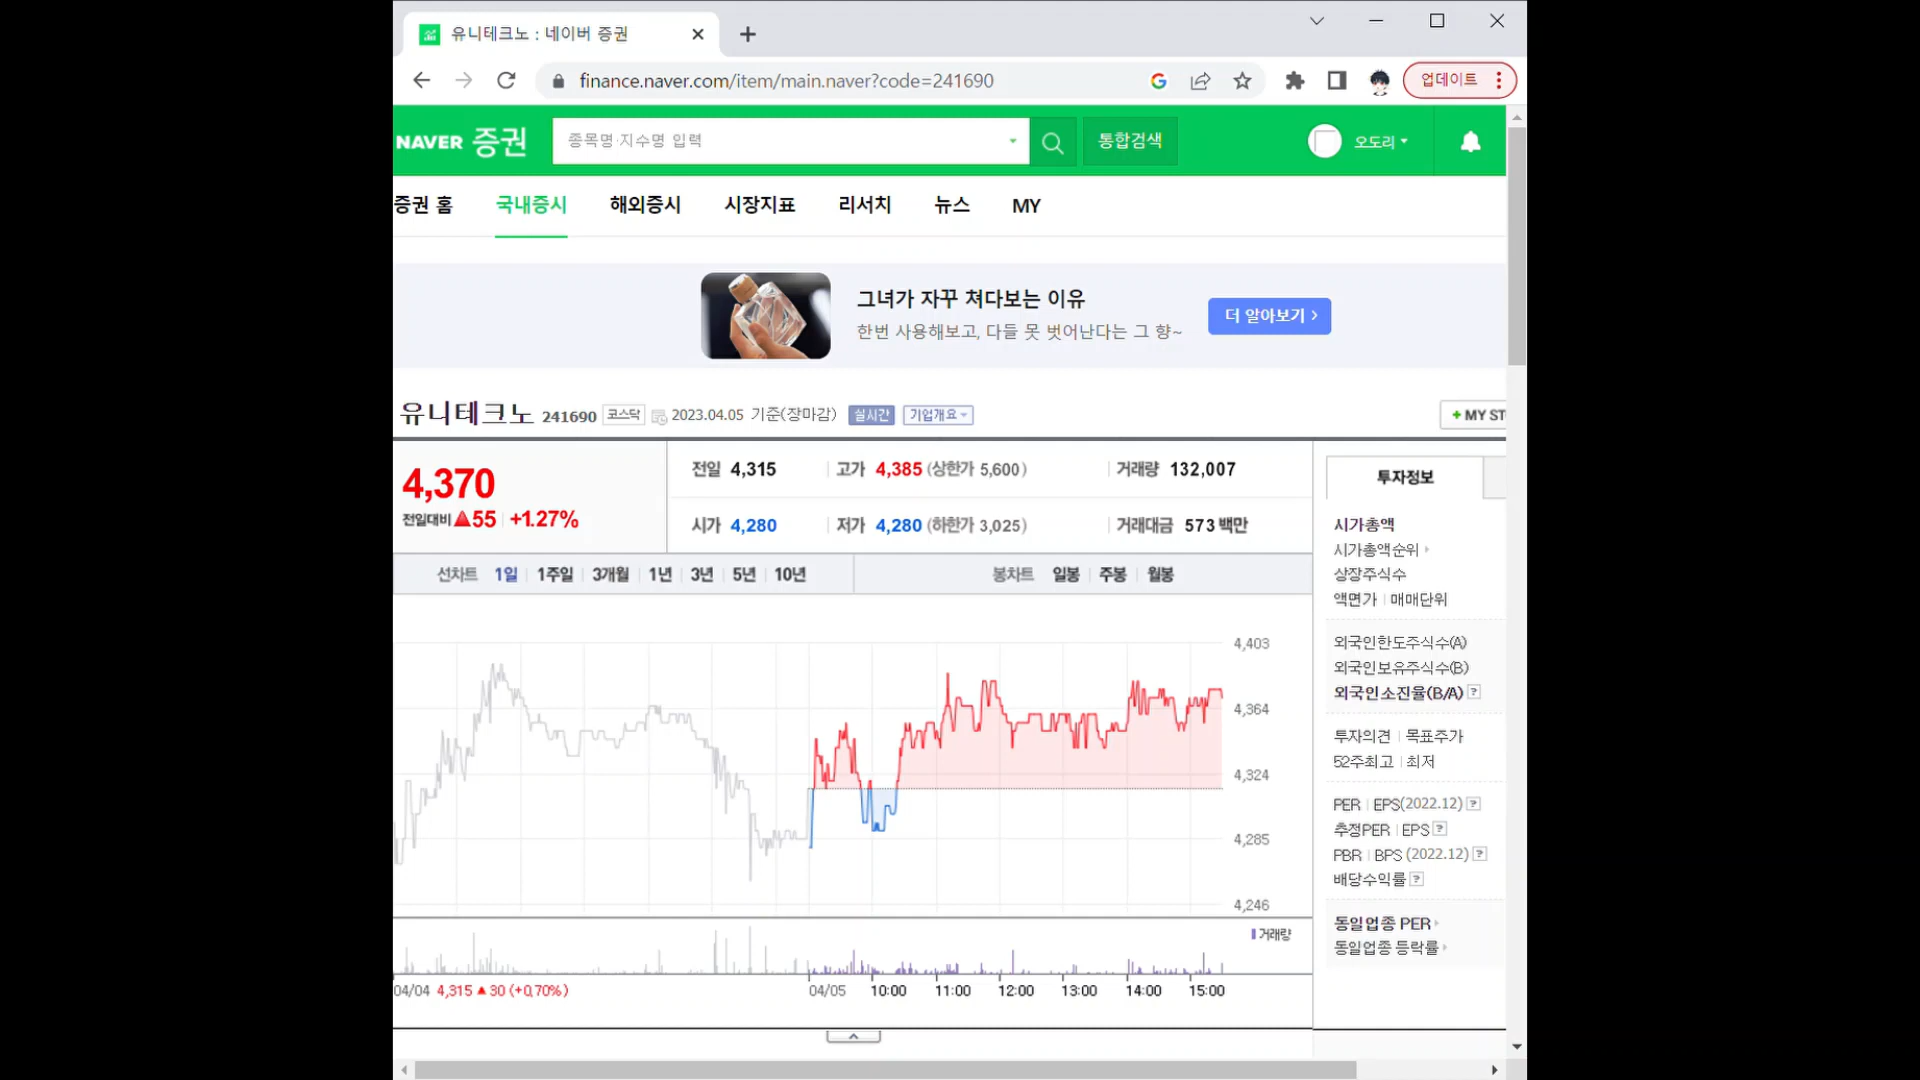 유니테크노 : 네이버 증권
finance.naver.com/item/main.naver?code=241690
업데이트
NAVER 증권
종목명·지수명 입력
통합검색
오도리
증권 홈 국내증시 해외증시 시장지표 리서치 뉴스 MY
그녀가 자꾸 쳐다보는 이유
한번 사용해보고, 다들 못 벗어난다는 그 향~
더 알아보기 >
유니테크노 241690 코스닥 2023.04.05 기준(장마감) 실시간 기업개요
+ MY ST
4,370
전일대비 ▲55 +1.27%
전일 4,315 고가 4,385 (상한가 5,600) 거래량 132,007
시가 4,280 저가 4,280 (하한가 3,025) 거래대금 573 백만
선차트 1일 1주일 3개월 1년 3년 5년 10년 봉차트 일봉 주봉 월봉
4,403
4,364
4,324
4,285
4,246
거래량
04/04 4,315 ▲30 (+0.70%) 04/05 10:00 11:00 12:00 13:00 14:00 15:00
투자정보
시가총액
시가총액순위
상장주식수
액면가 매매단위
외국인한도주식수(A)
외국인보유주식수(B)
외국인소진율(B/A) ?
투자의견 목표주가
52주최고 최저
PER EPS(2022.12) ?
추정PER EPS ?
PBR BPS (2022.12) ?
배당수익률 ?
동일업종 PER
동일업종 등락률